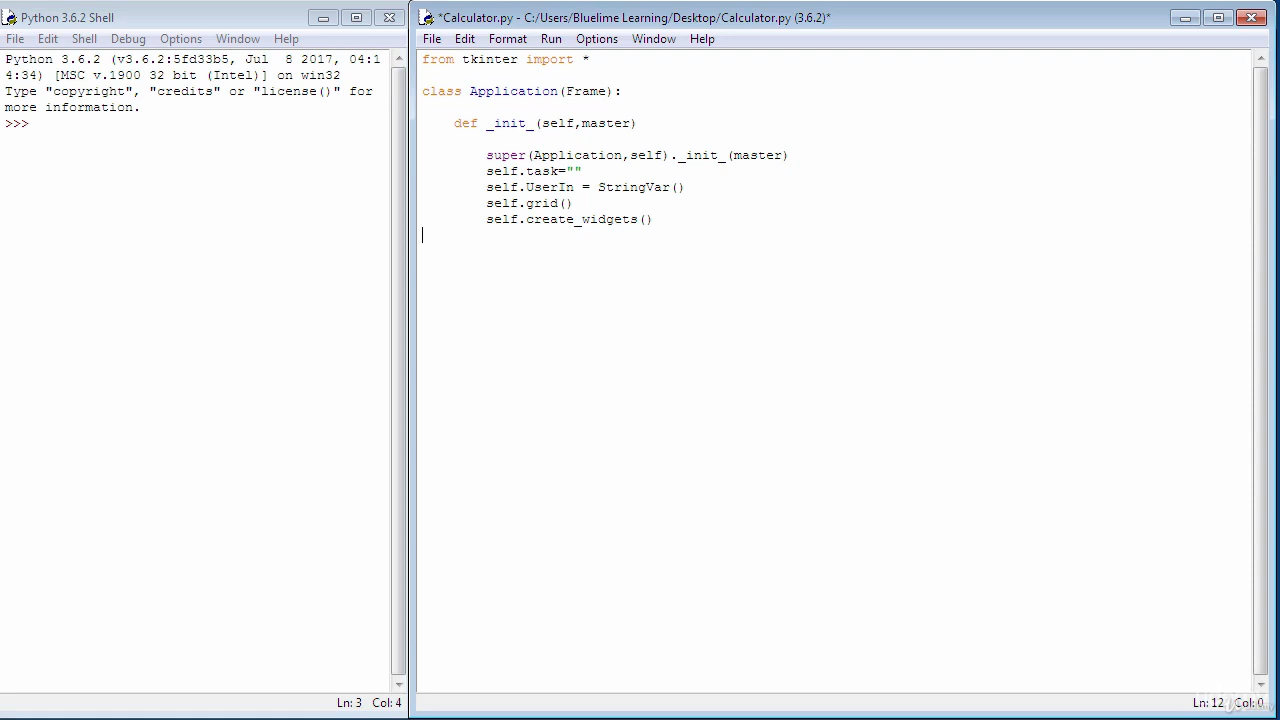 Python 3.6.2 Shell
File Edit Shell Debug Options Window Help
Python 3.6.2 (v3.6.2:5fd33b5, Jul  8 2017, 04:1
4:34) [MSC v.1900 32 bit (Intel)] on win32
Type "copyright", "credits" or "license()" for
more information.
>>>
Ln: 3 Col: 4
*Calculator.py - C:/Users/Bluelime Learning/Desktop/Calculator.py (3.6.2)*
File Edit Format Run Options Window Help
from tkinter import *
class Application(Frame):
    def _init_(self,master)
        super(Application,self)._init_(master)
        self.task=""
        self.UserIn = StringVar()
        self.grid()
        self.create_widgets()
Ln: 12 Col: 0